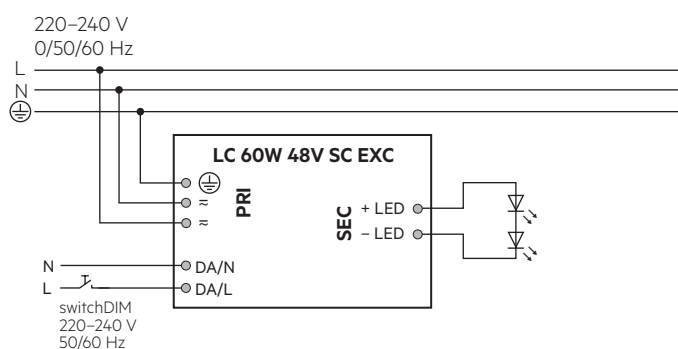 220–240 V
0/50/60 Hz
L
N
LC 60W 48V SC EXC
PRI
≂
≂
SEC
+ LED
– LED
N
DA/N
L
DA/L
switchDIM
220–240 V
50/60 Hz